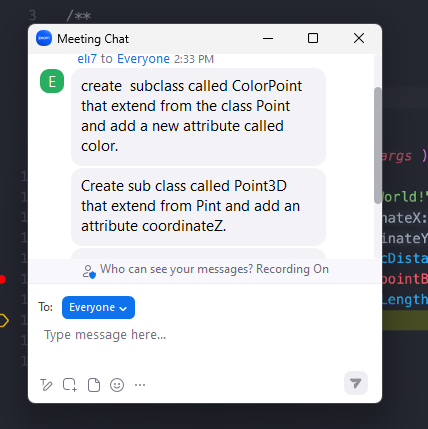 3 /**
Meeting Chat
eli7 to Everyone 2:33 PM
E
create subclass called ColorPoint
that extend from the class Point
and add a new attribute called
color.
args )
Create sub class called Point3D
that extend from Pint and add an
attribute coordinateZ.
World!"
nateX:
inateY
cDista
pointB
Length
Who can see your messages? Recording On
To: Everyone
Type message here...